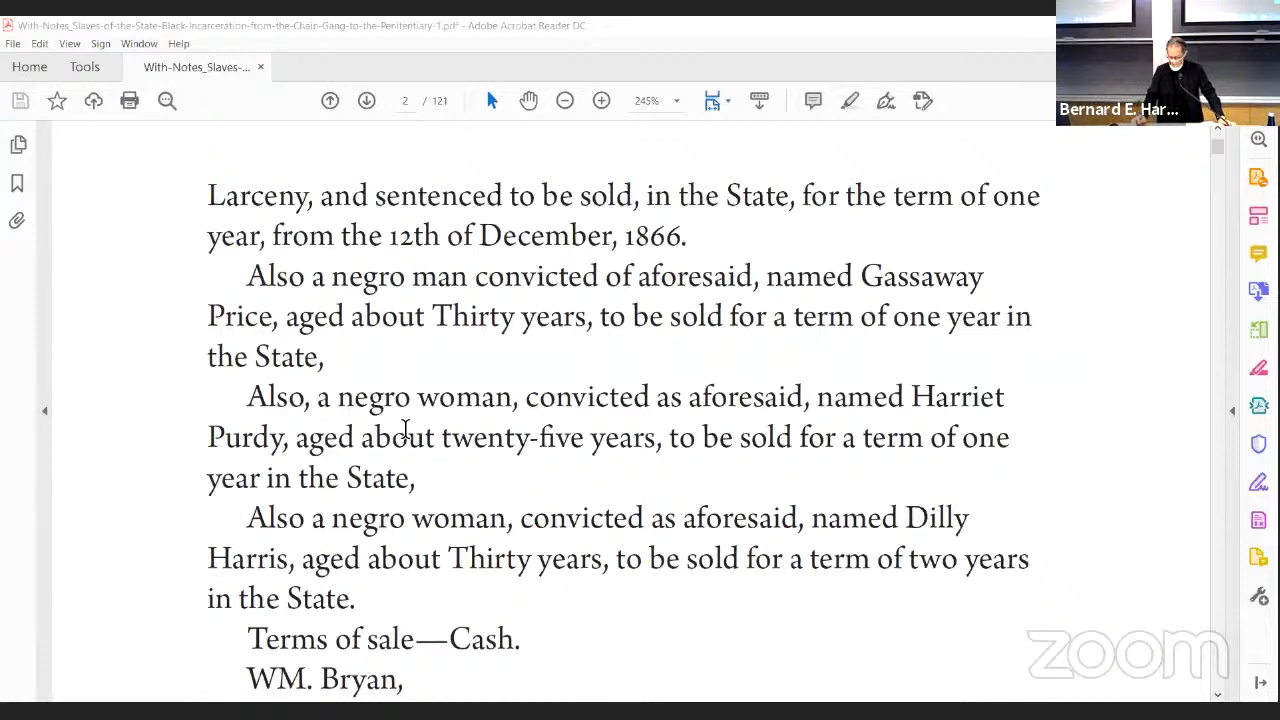 With-Notes_Slaves-of-the-State-Black-Incarceration-from-the-Chain-Gang-to-the-Penitentiary-1.pdf - Adobe Acrobat Reader DC
File Edit View Sign Window Help
Home Tools With-Notes_Slaves-... ×
2 / 121 245%
Bernard E. Har...
Larceny, and sentenced to be sold, in the State, for the term of one
year, from the 12th of December, 1866.
Also a negro man convicted of aforesaid, named Gassaway
Price, aged about Thirty years, to be sold for a term of one year in
the State,
Also, a negro woman, convicted as aforesaid, named Harriet
Purdy, aged about twenty-five years, to be sold for a term of one
year in the State,
Also a negro woman, convicted as aforesaid, named Dilly
Harris, aged about Thirty years, to be sold for a term of two years
in the State.
Terms of sale—Cash.
WM. Bryan,
zoom